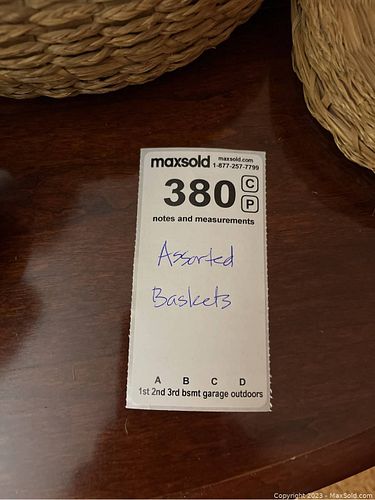 maxsold maxsold.com
1-877-257-7799
380 C
P
notes and measurements
Assorted
Baskets
A B C D
1st 2nd 3rd bsmt garage outdoors
Copyright © 2023 - MaxSold.com